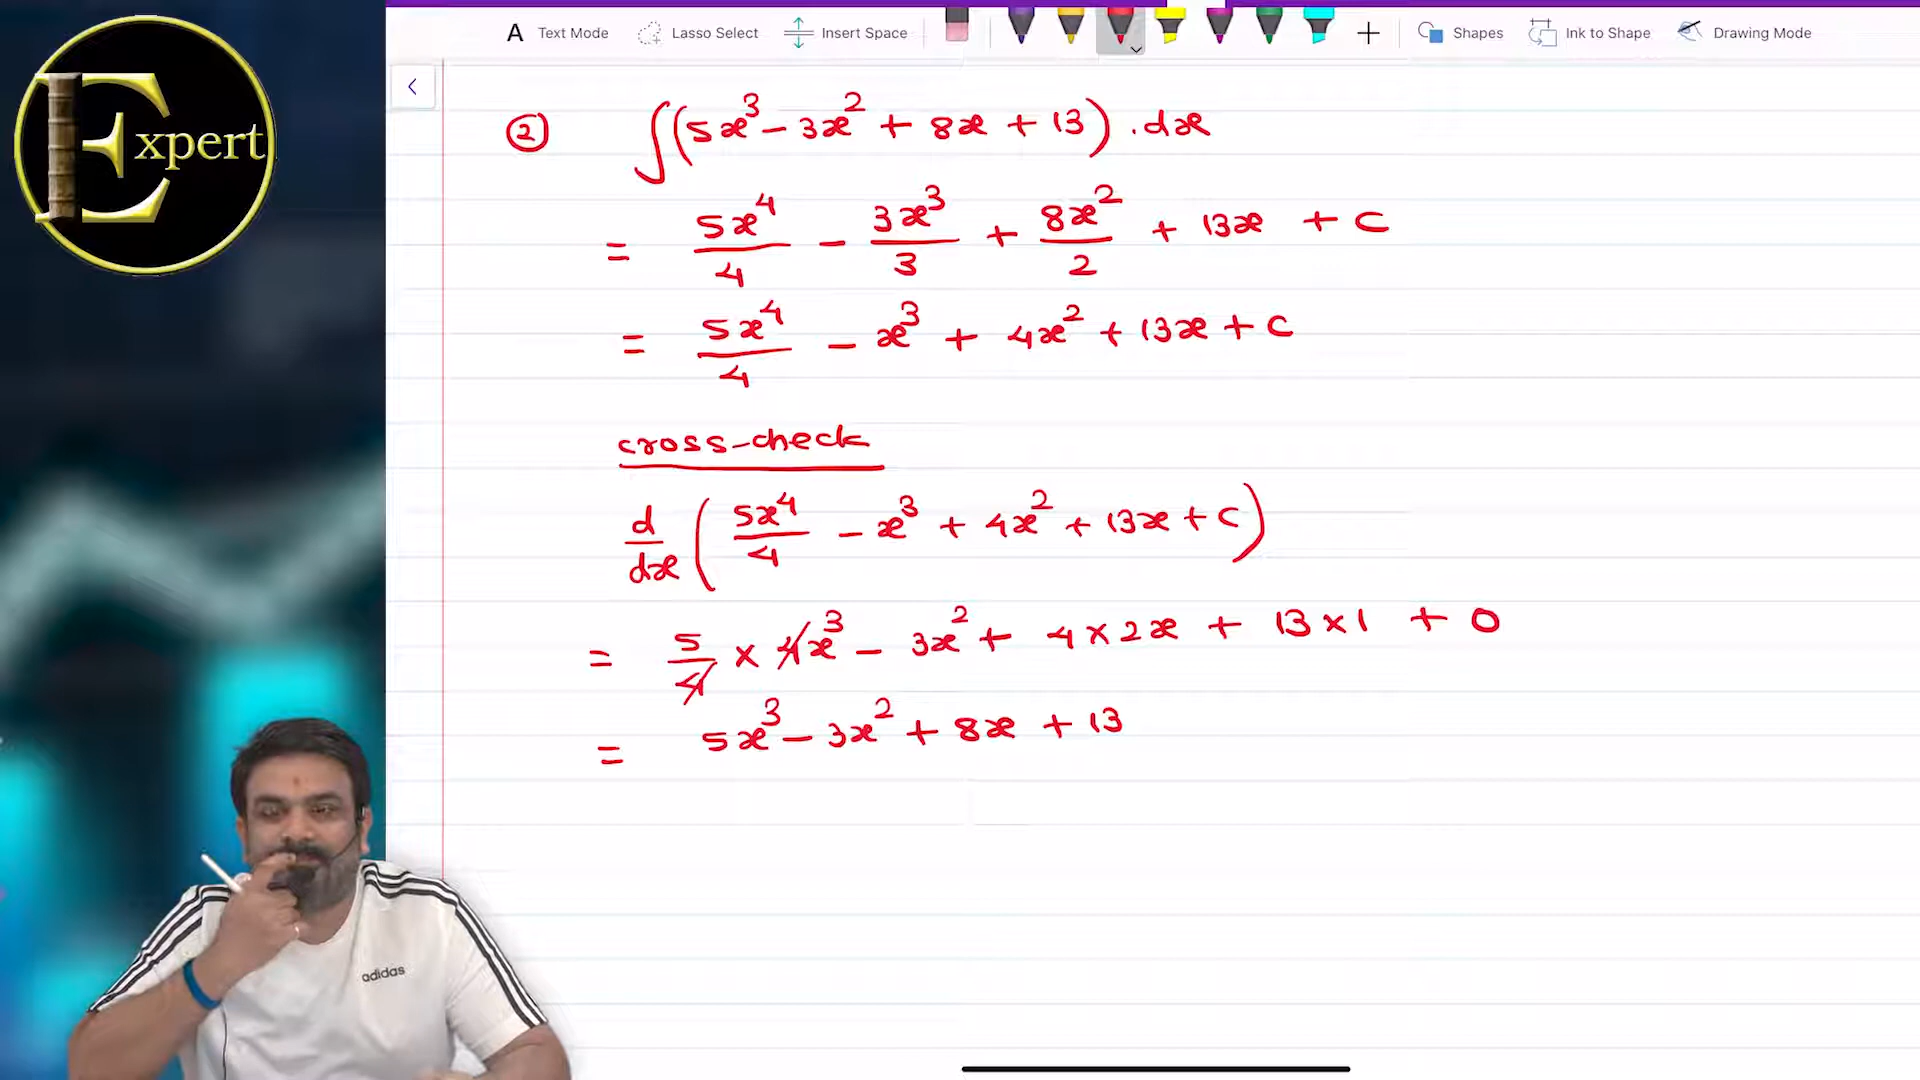 Expert
A Text Mode Lasso Select Insert Space Shapes Ink to Shape Drawing Mode
② ∫(5x³ − 3x² + 8x + 13) . dx
= 5x⁴/4 − 3x³/3 + 8x²/2 + 13x + C
= 5x⁴/4 − x³ + 4x² + 13x + C
cross-check
d/dx (5x⁴/4 − x³ + 4x² + 13x + C)
= 5/4 × 4x³ − 3x² + 4×2x + 13×1 + 0
= 5x³ − 3x² + 8x + 13
adidas